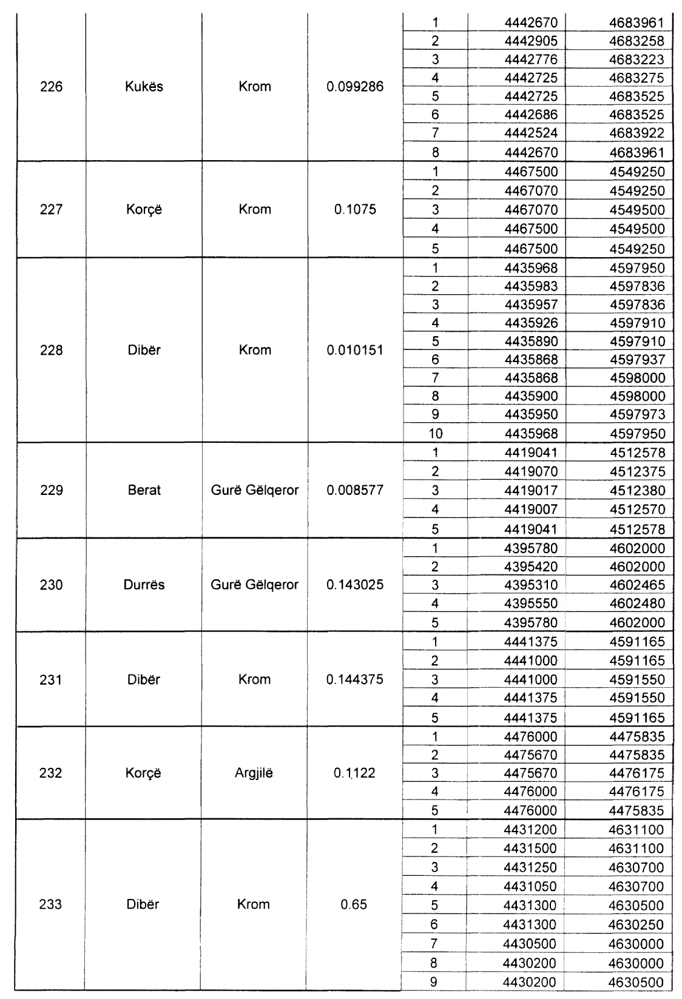 1 4442670 4683961
2 4442905 4683258
3 4442776 4683223
226 Kukës Krom 0.099286 4 4442725 4683275
5 4442725 4683525
6 4442686 4683525
7 4442524 4683922
8 4442670 4683961
1 4467500 4549250
2 4467070 4549250
227 Korçë Krom 0.1075 3 4467070 4549500
4 4467500 4549500
5 4467500 4549250
1 4435968 4597950
2 4435983 4597836
3 4435957 4597836
4 4435926 4597910
228 Dibër Krom 0.010151 5 4435890 4597910
6 4435868 4597937
7 4435868 4598000
8 4435900 4598000
9 4435950 4597973
10 4435968 4597950
1 4419041 4512578
2 4419070 4512375
229 Berat Gurë Gëlqeror 0.008577 3 4419017 4512380
4 4419007 4512570
5 4419041 4512578
1 4395780 4602000
2 4395420 4602000
230 Durrës Gurë Gëlqeror 0.143025 3 4395310 4602465
4 4395550 4602480
5 4395780 4602000
1 4441375 4591165
2 4441000 4591165
231 Dibër Krom 0.144375 3 4441000 4591550
4 4441375 4591550
5 4441375 4591165
1 4476000 4475835
2 4475670 4475835
232 Korçë Argjilë 0.1122 3 4475670 4476175
4 4476000 4476175
5 4476000 4475835
1 4431200 4631100
2 4431500 4631100
3 4431250 4630700
4 4431050 4630700
233 Dibër Krom 0.65 5 4431300 4630500
6 4431300 4630250
7 4430500 4630000
8 4430200 4630000
9 4430200 4630500